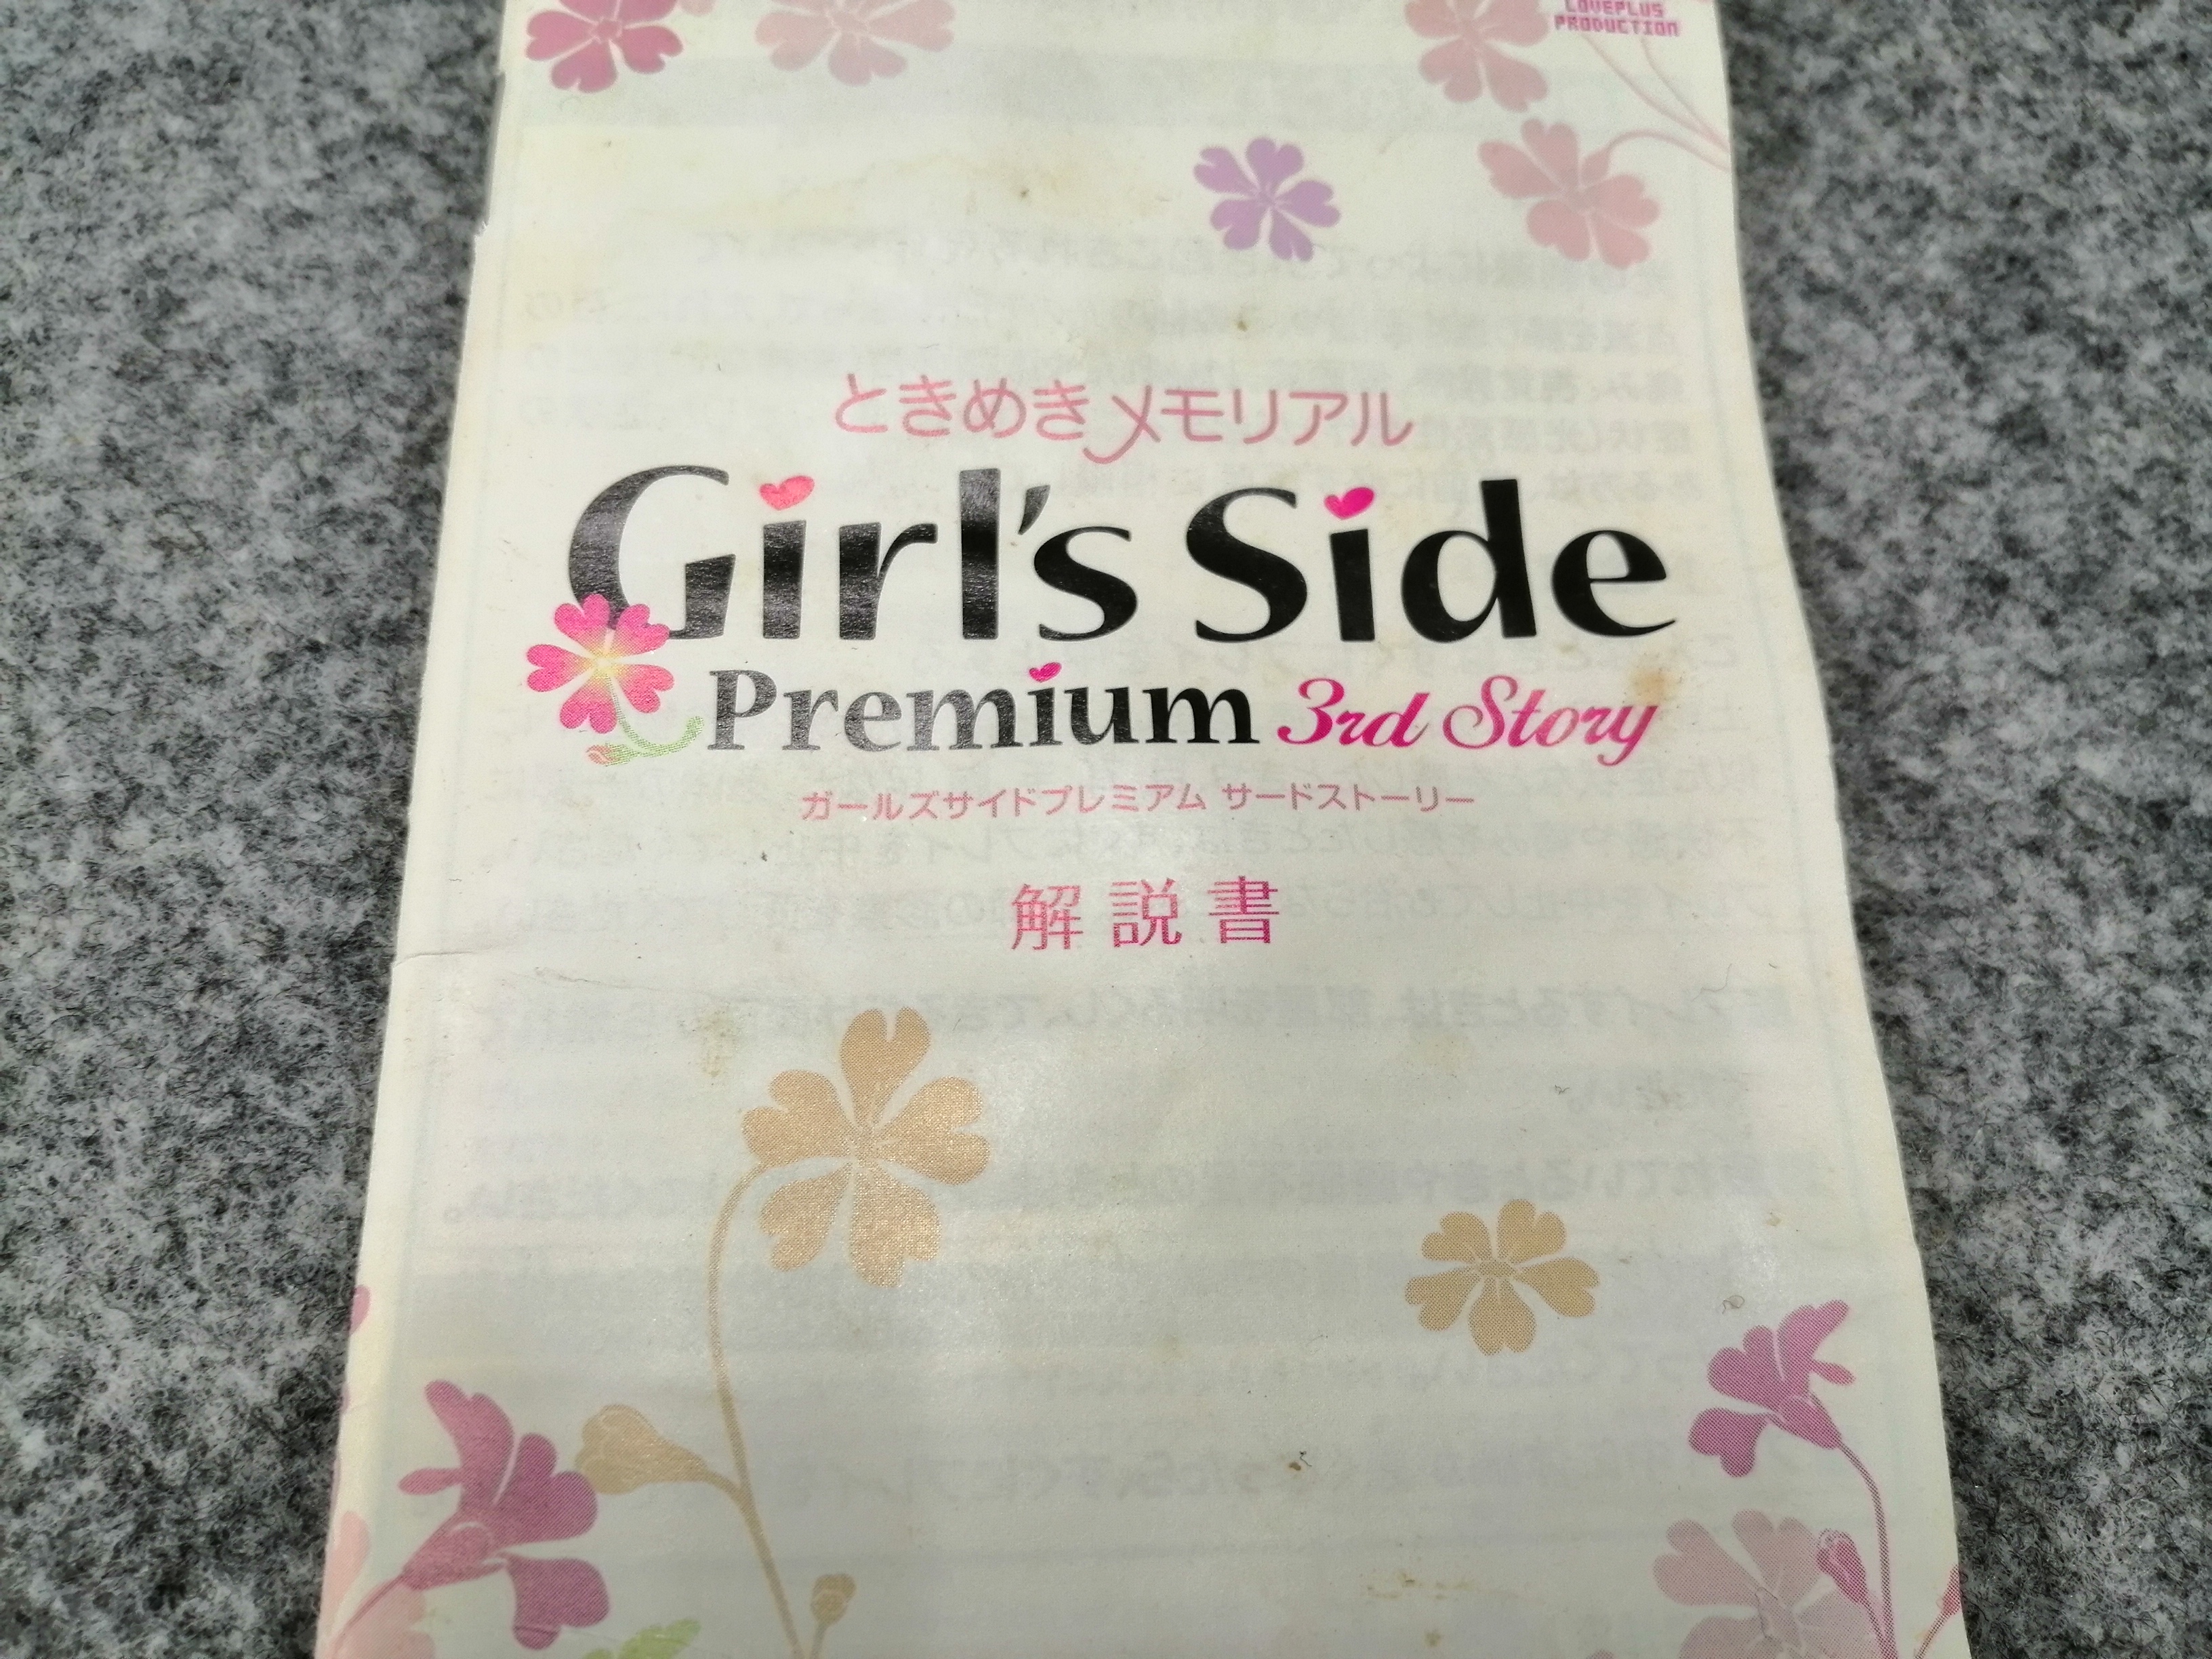 LOVEPLUS
PRODUCTION
ときめきメモリアル
Girl's Side
Premium 3rd Story
ガールズサイドプレミアム サードストーリー
解説書